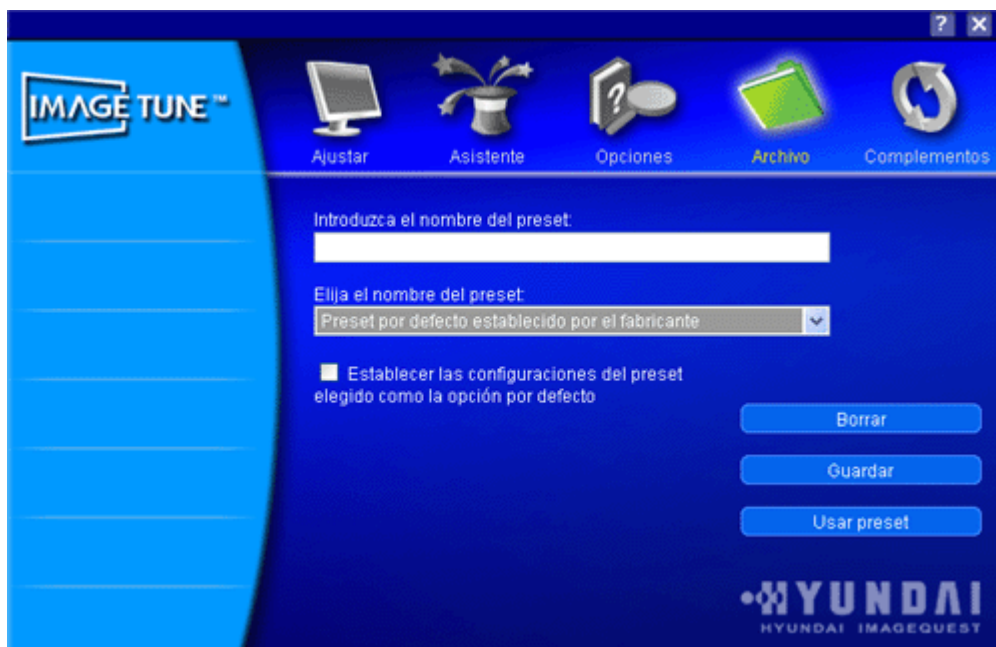 ? X
IMAGE TUNE™
Ajustar Asistente Opciones Archivo Complementos
Introduzca el nombre del preset:
Elija el nombre del preset:
Preset por defecto establecido por el fabricante
Establecer las configuraciones del preset
elegido como la opción por defecto
Borrar
Guardar
Usar preset
HYUNDAI
HYUNDAI IMAGEQUEST